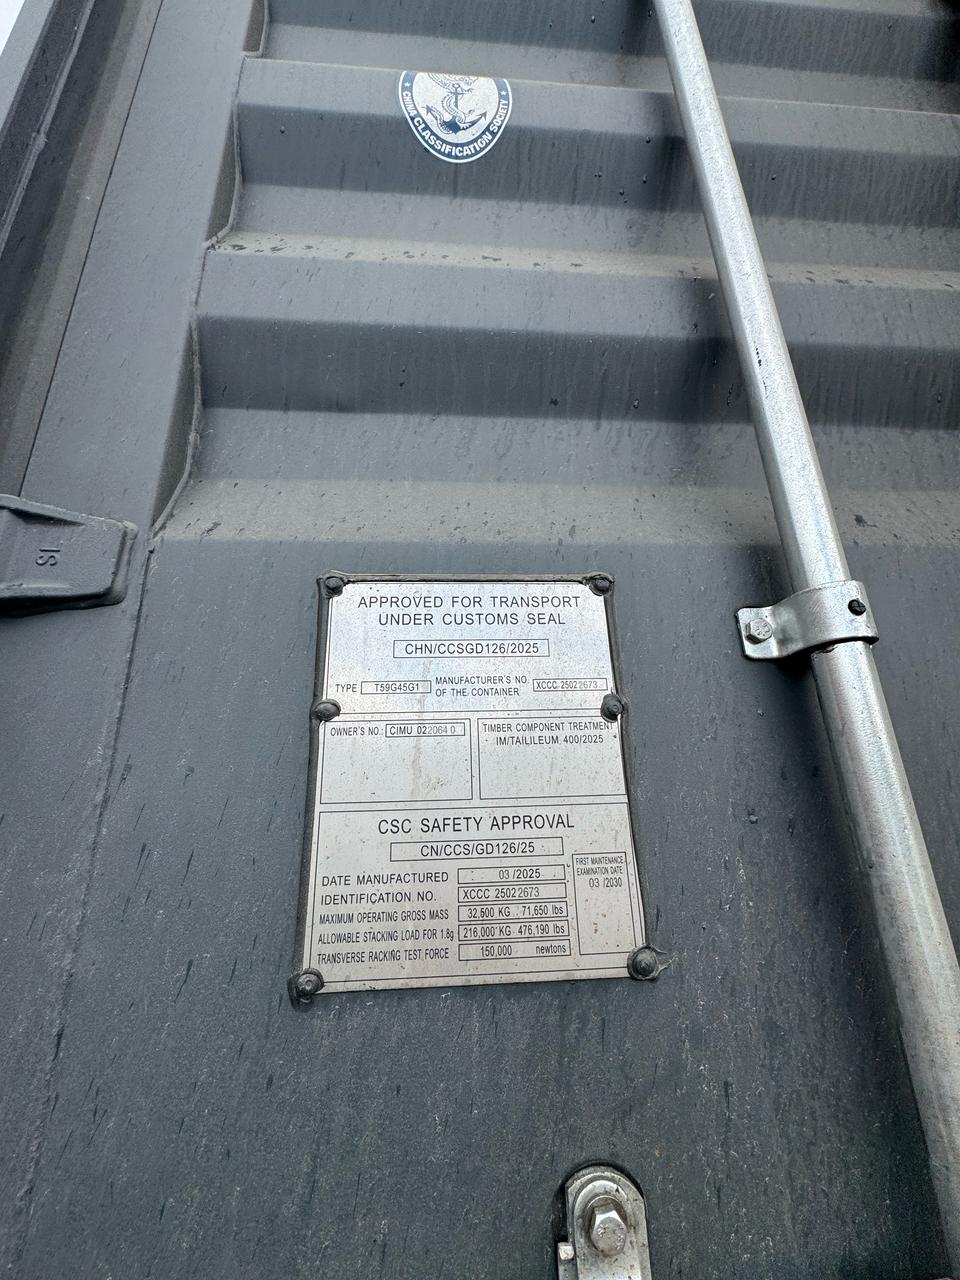 CHINA CLASSIFICATION SOCIETY
SL
APPROVED FOR TRANSPORT
UNDER CUSTOMS SEAL
CHN/CCSGD126/2025
TYPE T59G45G1 MANUFACTURER'S NO. OF THE CONTAINER XCCC 25022673
OWNER'S NO.: CIMU 022064 0
TIMBER COMPONENT TREATMENT
IM/TAILILEUM 400/2025
CSC SAFETY APPROVAL
CN/CCS/GD126/25
DATE MANUFACTURED 03 /2025
IDENTIFICATION NO. XCCC 25022673
MAXIMUM OPERATING GROSS MASS 32,500 KG 71,650 lbs
ALLOWABLE STACKING LOAD FOR 1.8g 216,000 KG 476,190 lbs
TRANSVERSE RACKING TEST FORCE 150,000 newtons
FIRST MAINTENANCE
EXAMINATION DATE
03 /2030